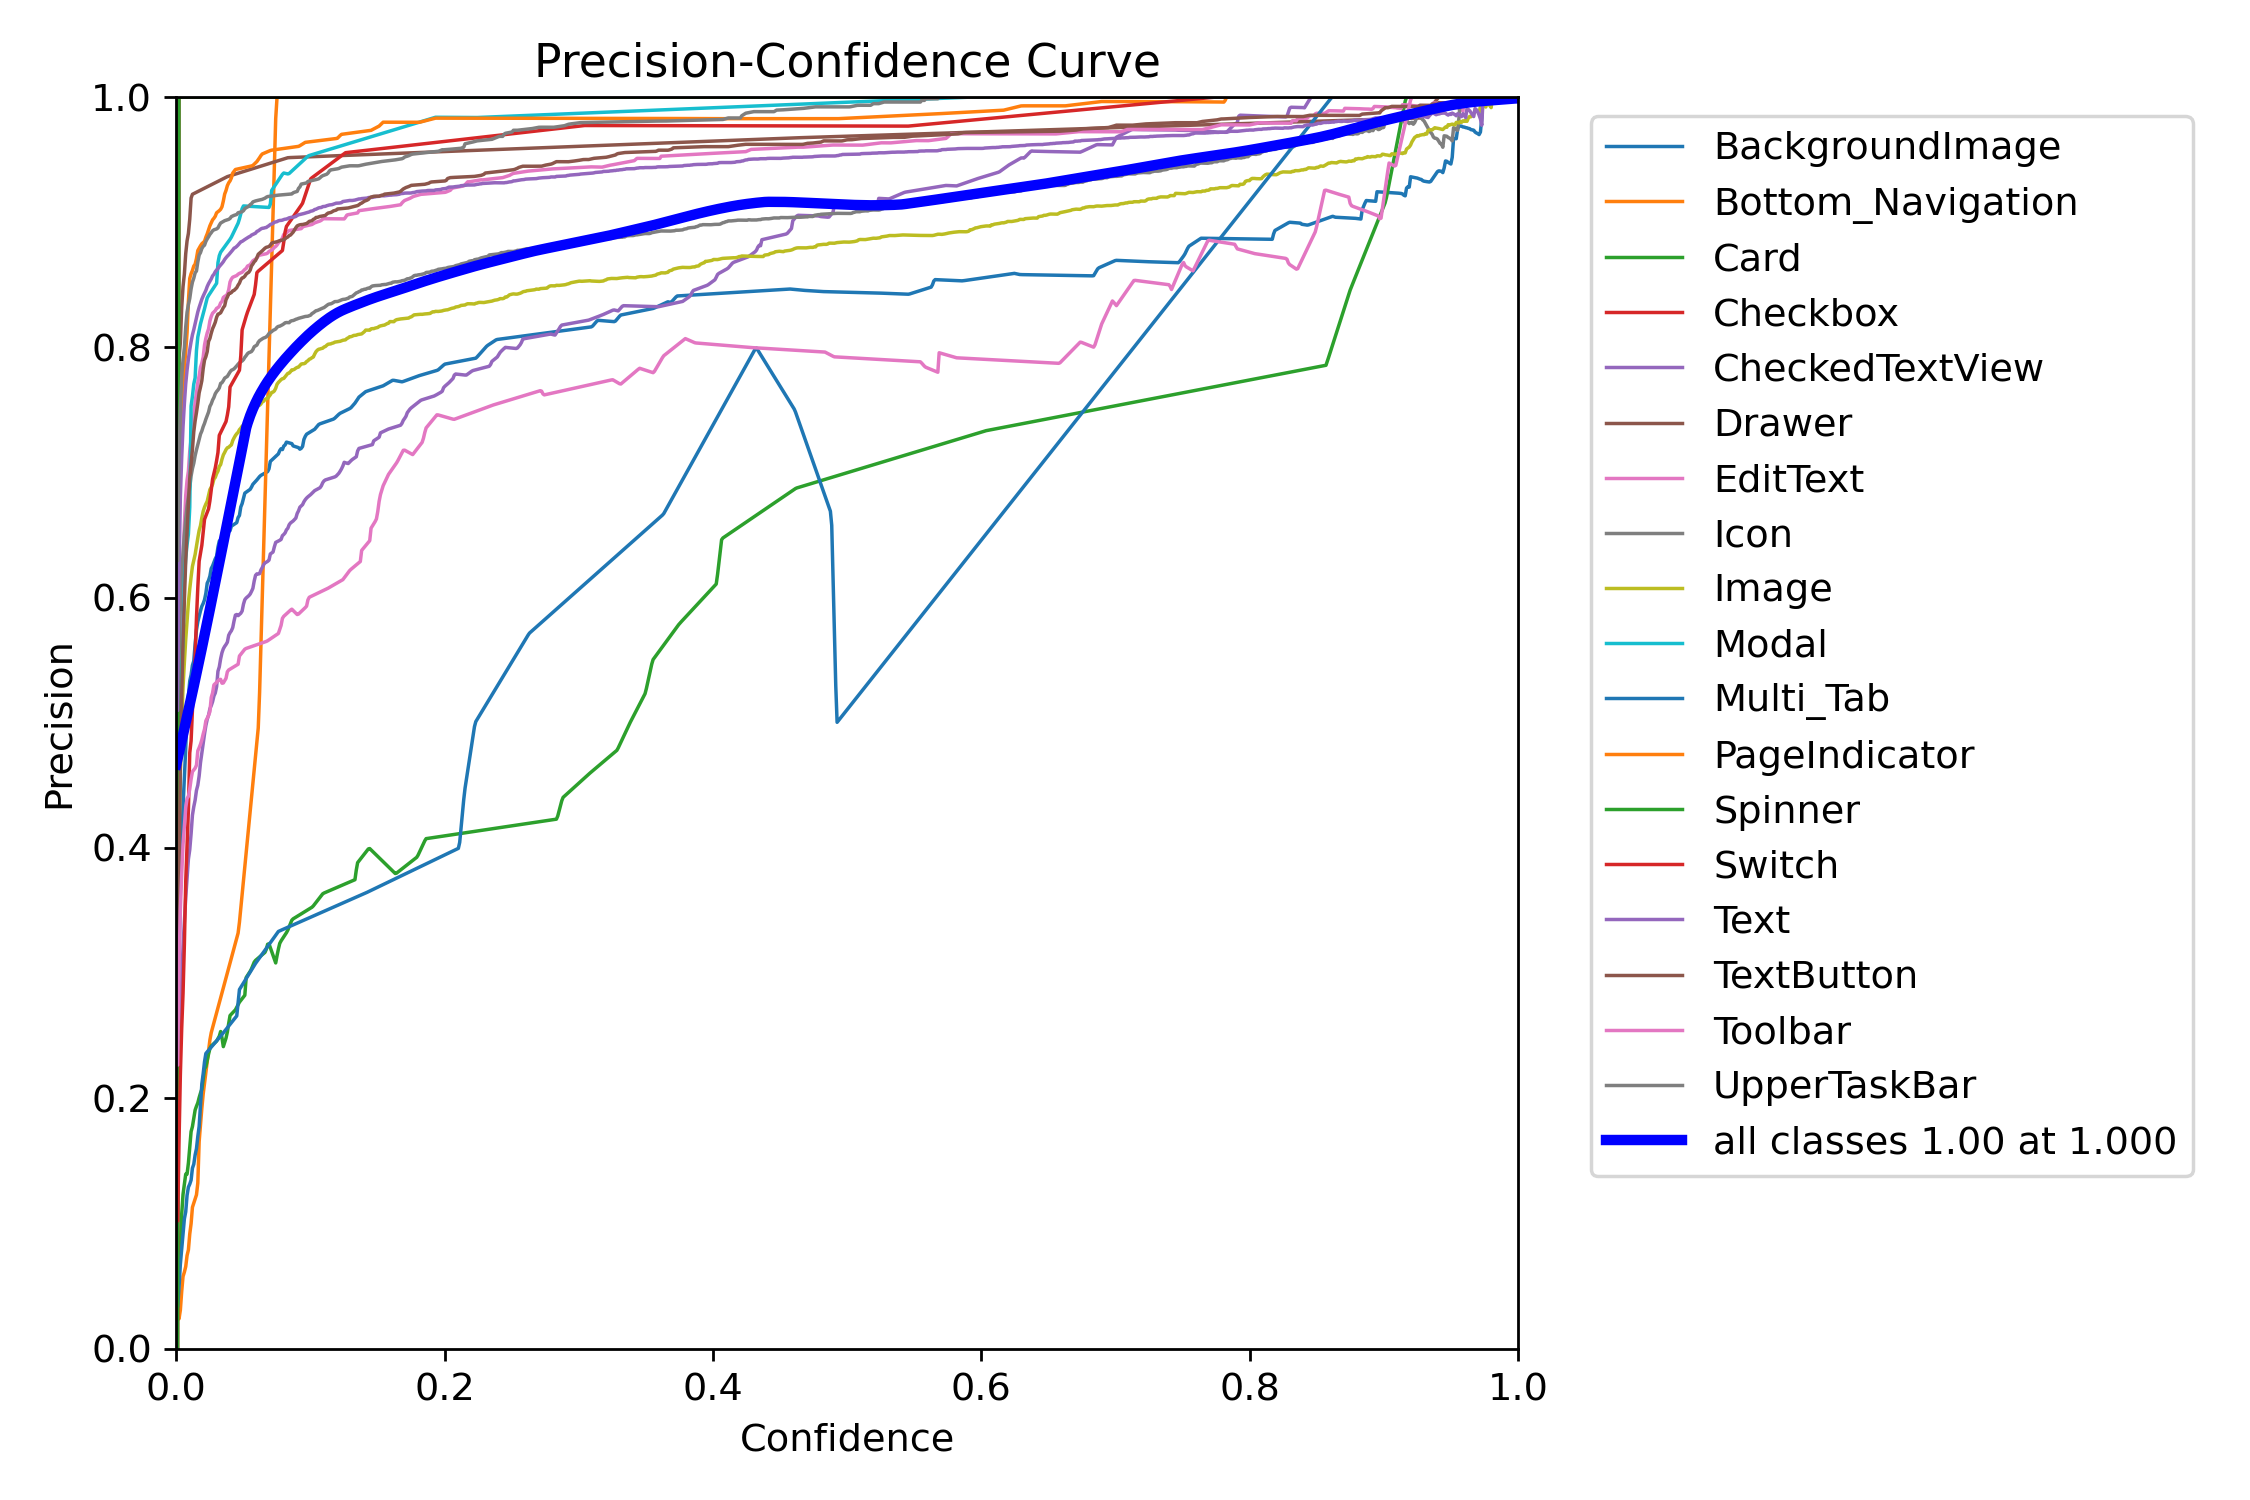 Precision-Confidence Curve
1.0
0.8
0.6
0.4
0.2
0.0
Precision
0.0 0.2 0.4 0.6 0.8 1.0
Confidence
BackgroundImage
Bottom_Navigation
Card
Checkbox
CheckedTextView
Drawer
EditText
Icon
Image
Modal
Multi_Tab
PageIndicator
Spinner
Switch
Text
TextButton
Toolbar
UpperTaskBar
all classes 1.00 at 1.000